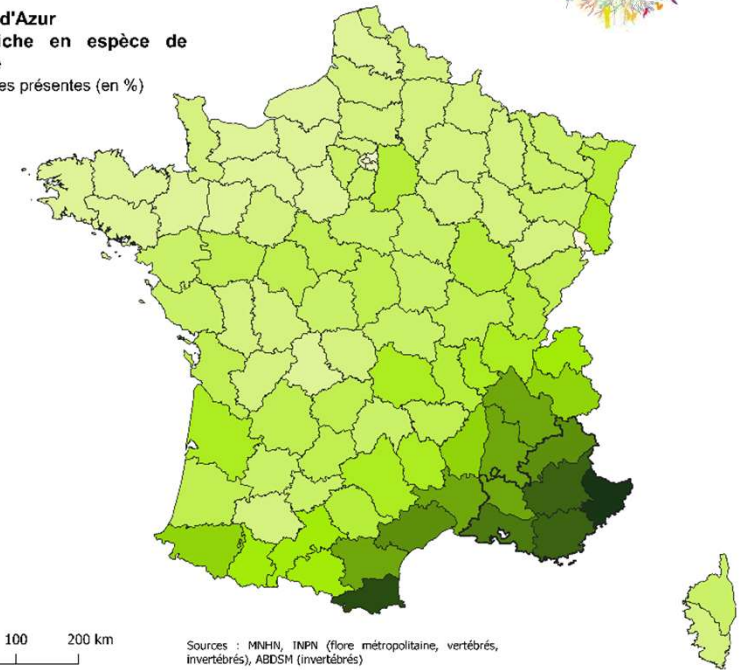 d'Azur
iche en espèce de
es présentes (en %)
100 200 km
Sources : MNHN, INPN (flore métropolitaine, vertébrés,
invertébrés), ABDSM (invertébrés)